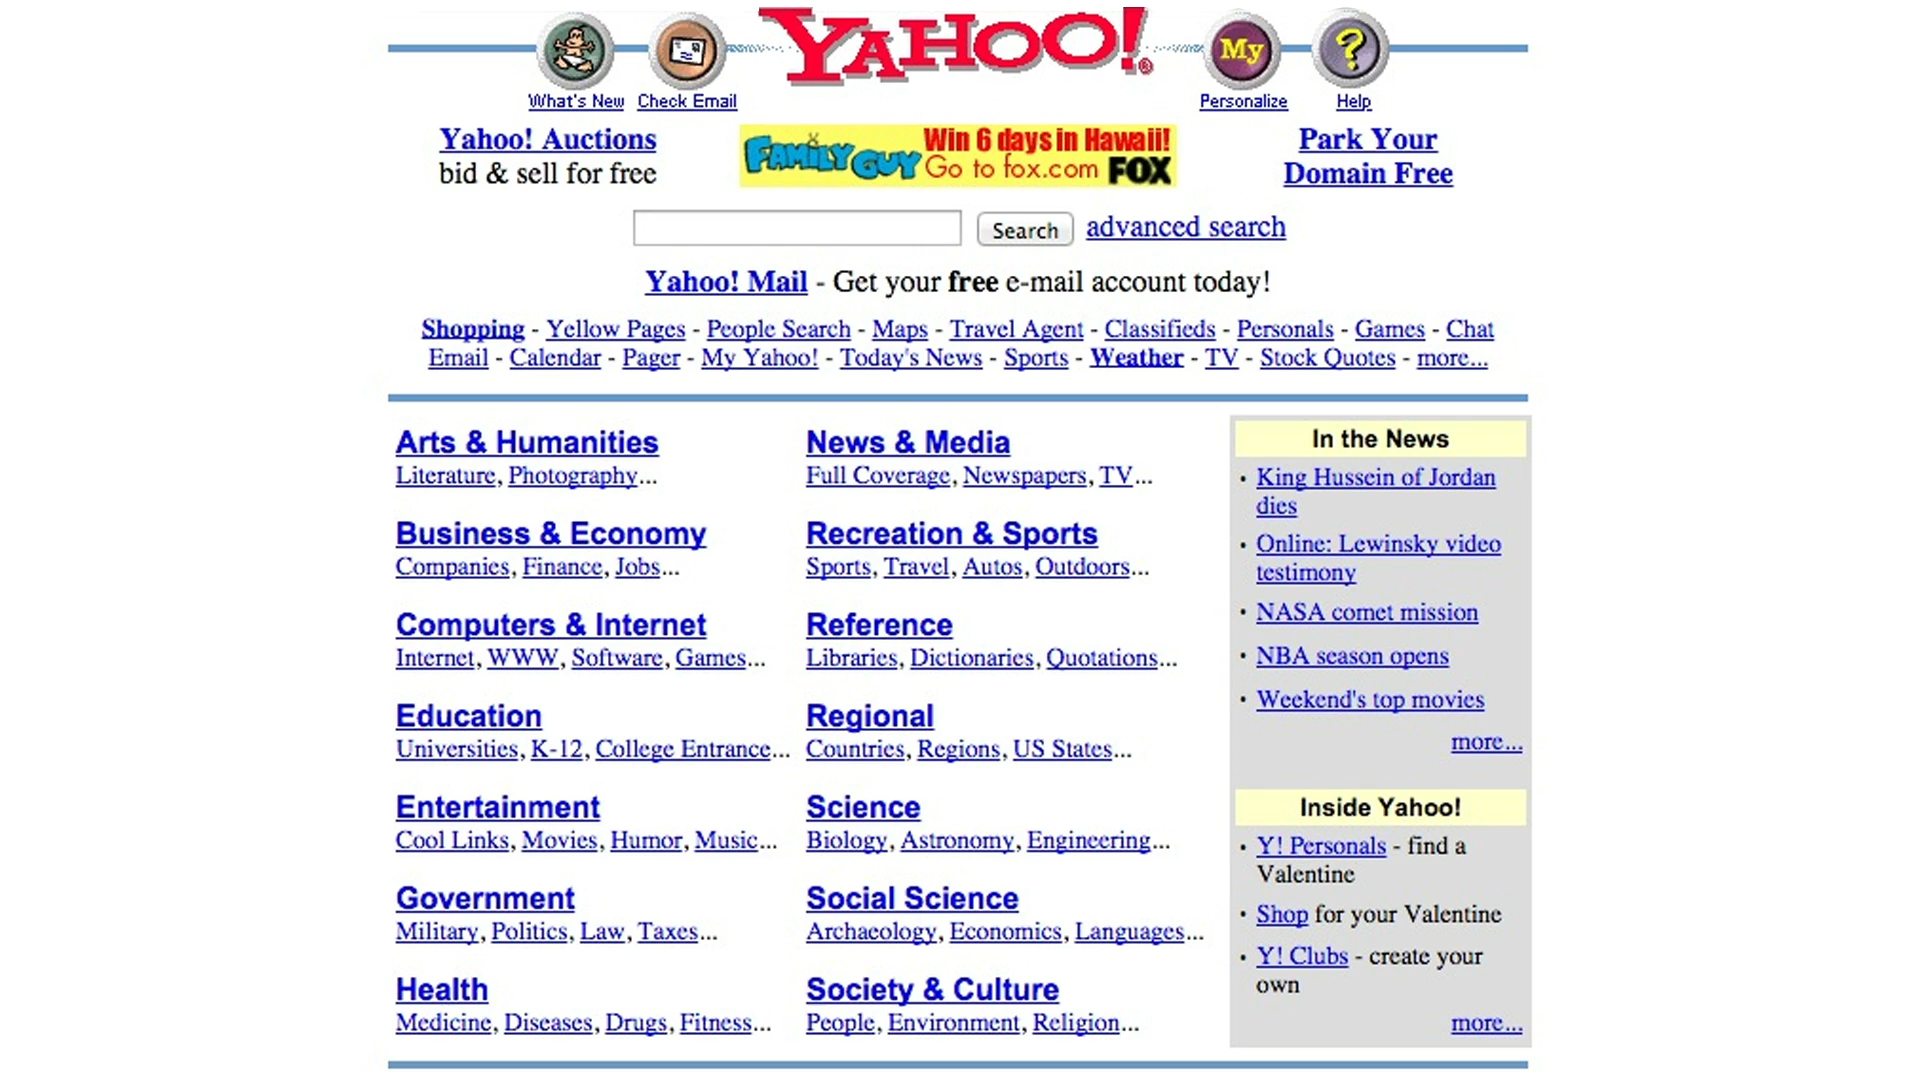 YAHOO!®
My
?
What's New Check Email
Personalize Help
Yahoo! Auctions
bid & sell for free
FAMILY GUY
Win 6 days in Hawaii!
Go to fox.com FOX
Park Your
Domain Free
Search advanced search
Yahoo! Mail - Get your free e-mail account today!
Shopping - Yellow Pages - People Search - Maps - Travel Agent - Classifieds - Personals - Games - Chat
Email - Calendar - Pager - My Yahoo! - Today's News - Sports - Weather - TV - Stock Quotes - more...
Arts & Humanities
Literature, Photography...
Business & Economy
Companies, Finance, Jobs...
Computers & Internet
Internet, WWW, Software, Games...
Education
Universities, K-12, College Entrance...
Entertainment
Cool Links, Movies, Humor, Music...
Government
Military, Politics, Law, Taxes...
Health
Medicine, Diseases, Drugs, Fitness...
News & Media
Full Coverage, Newspapers, TV...
Recreation & Sports
Sports, Travel, Autos, Outdoors...
Reference
Libraries, Dictionaries, Quotations...
Regional
Countries, Regions, US States...
Science
Biology, Astronomy, Engineering...
Social Science
Archaeology, Economics, Languages...
Society & Culture
People, Environment, Religion...
In the News
• King Hussein of Jordan
dies
• Online: Lewinsky video
testimony
• NASA comet mission
• NBA season opens
• Weekend's top movies
more...
Inside Yahoo!
• Y! Personals - find a
Valentine
• Shop for your Valentine
• Y! Clubs - create your
own
more...